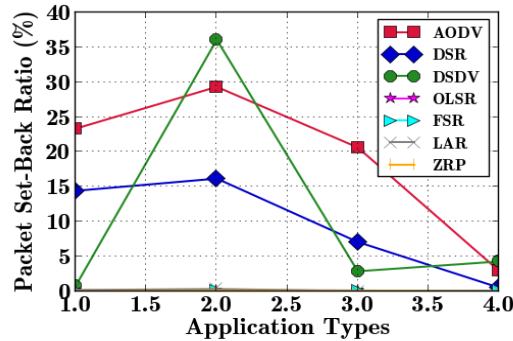 Packet Set-Back Ratio (%)
40
35
30
25
20
15
10
5
0
1.0 1.5 2.0 2.5 3.0 3.5 4.0
Application Types
AODV
DSR
DSDV
OLSR
FSR
LAR
ZRP